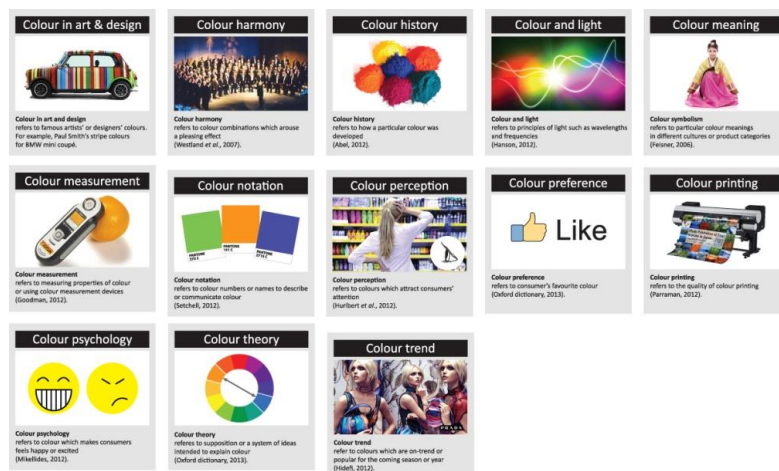 Colour in art & design
Colour in art and design
refers to famous artists' or designers' colours.
For example, Paul Smith's stripe colours
for BMW mini coupé.
Colour harmony
Colour harmony
refers to colour combinations which arouse
a pleasing effect
(Westland et al., 2007).
Colour history
Colour history
refers to how a particular colour was
developed
(Abel, 2012).
Colour and light
Colour and light
refers to principles of light such as wavelengths
and frequencies
(Hanson, 2012).
Colour meaning
Colour symbolism
refers to particular colour meanings
in different cultures or product categories
(Feisner, 2006).
Colour measurement
Colour measurement
refers to measuring properties of colour
or using colour measurement devices
(Goodman, 2012).
Colour notation
PANTONE
PANTONE
PANTONE
Colour notation
refers to colour numbers or names to describe
or communicate colour
(Setchell, 2012).
Colour perception
Colour perception
refers to colours which attract consumers'
attention
(Hurlbert et al., 2012).
Colour preference
Like
Colour preference
refers to consumer's favourite colour
(Oxford dictionary, 2013).
Colour printing
Colour printing
refers to the quality of colour printing
(Parraman, 2012).
Colour psychology
Colour psychology
refers to colour which makes consumers
feels happy or excited
(Mikellides, 2012).
Colour theory
Colour theory
referes to supposition or a system of ideas
intended to explain colour
(Oxford dictionary, 2013).
Colour trend
PRADA
Colour trend
refer to colours which are on-trend or
popular for the coming season or year
(Hidefi, 2012).